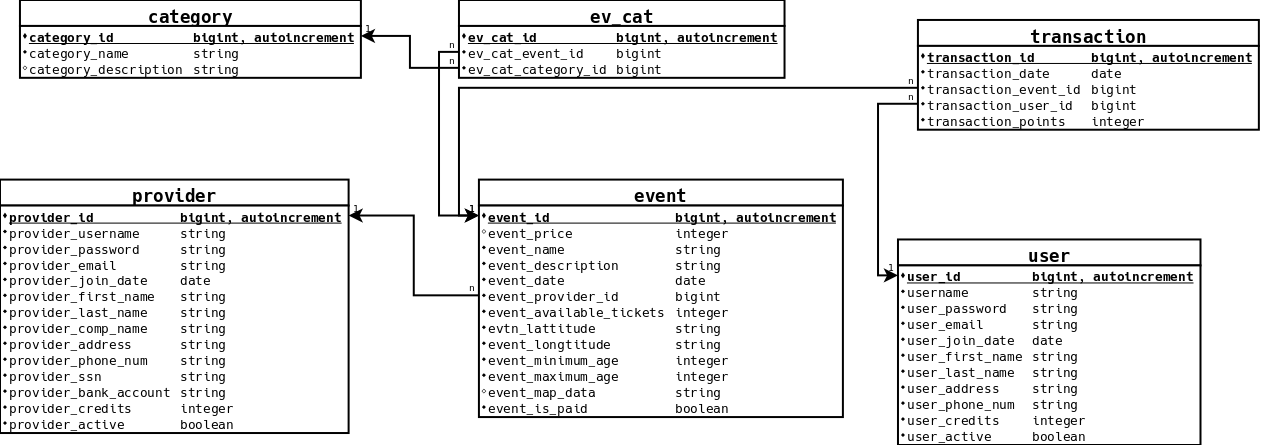 category
category_id bigint, autoincrement
category_name string
category_description string
ev_cat
ev_cat_id bigint, autoincrement
ev_cat_event_id bigint
ev_cat_category_id bigint
transaction
transaction_id bigint, autoincrement
transaction_date date
transaction_event_id bigint
transaction_user_id bigint
transaction_points integer
1
n
n
n
n
provider
provider_id bigint, autoincrement
provider_username string
provider_password string
provider_email string
provider_join_date date
provider_first_name string
provider_last_name string
provider_comp_name string
provider_address string
provider_phone_num string
provider_ssn string
provider_bank_account string
provider_credits integer
provider_active boolean
1
n
1
event
event_id bigint, autoincrement
event_price integer
event_name string
event_description string
event_date date
event_provider_id bigint
event_available_tickets integer
evtn_lattitude string
event_longtitude string
event_minimum_age integer
event_maximum_age integer
event_map_data string
event_is_paid boolean
1
user
user_id bigint, autoincrement
username string
user_password string
user_email string
user_join_date date
user_first_name string
user_last_name string
user_address string
user_phone_num string
user_credits integer
user_active boolean